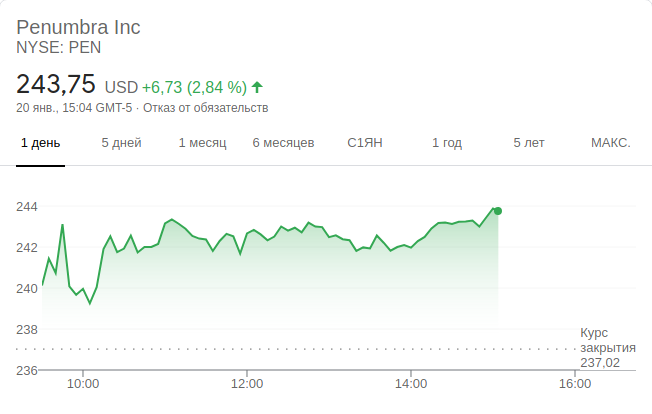 Penumbra Inc
NYSE: PEN
243,75 USD +6,73 (2,84 %)
20 янв., 15:04 GMT-5 · Отказ от обязательств
1 день 5 дней 1 месяц 6 месяцев С1ЯН 1 год 5 лет МАКС.
244
242
240
238
Курс
закрытия
237,02
236
10:00 12:00 14:00 16:00